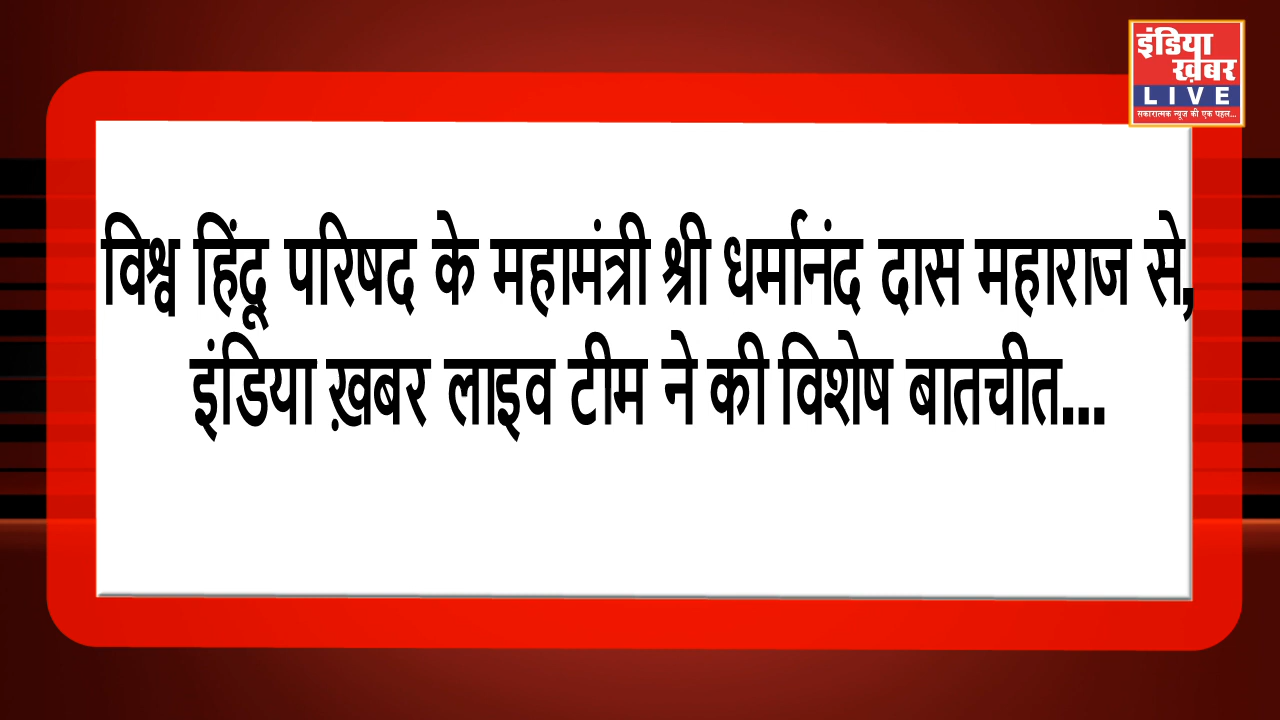 इंडिया
ख़बर
LIVE
सकारात्मक न्यूज की एक पहल...
विश्व हिंदू परिषद के महामंत्री श्री धर्मानंद दास महाराज से,
इंडिया ख़बर लाइव टीम ने की विशेष बातचीत...